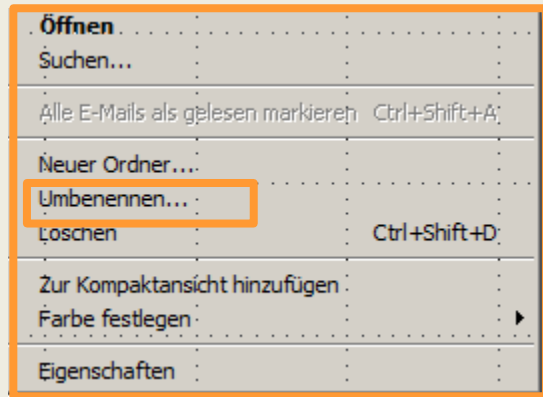 Öffnen
Suchen...
Alle E-Mails als gelesen markieren Ctrl+Shift+A
Neuer Ordner...
Umbenennen...
Löschen Ctrl+Shift+D
Zur Kompaktansicht hinzufügen
Farbe festlegen
Eigenschaften